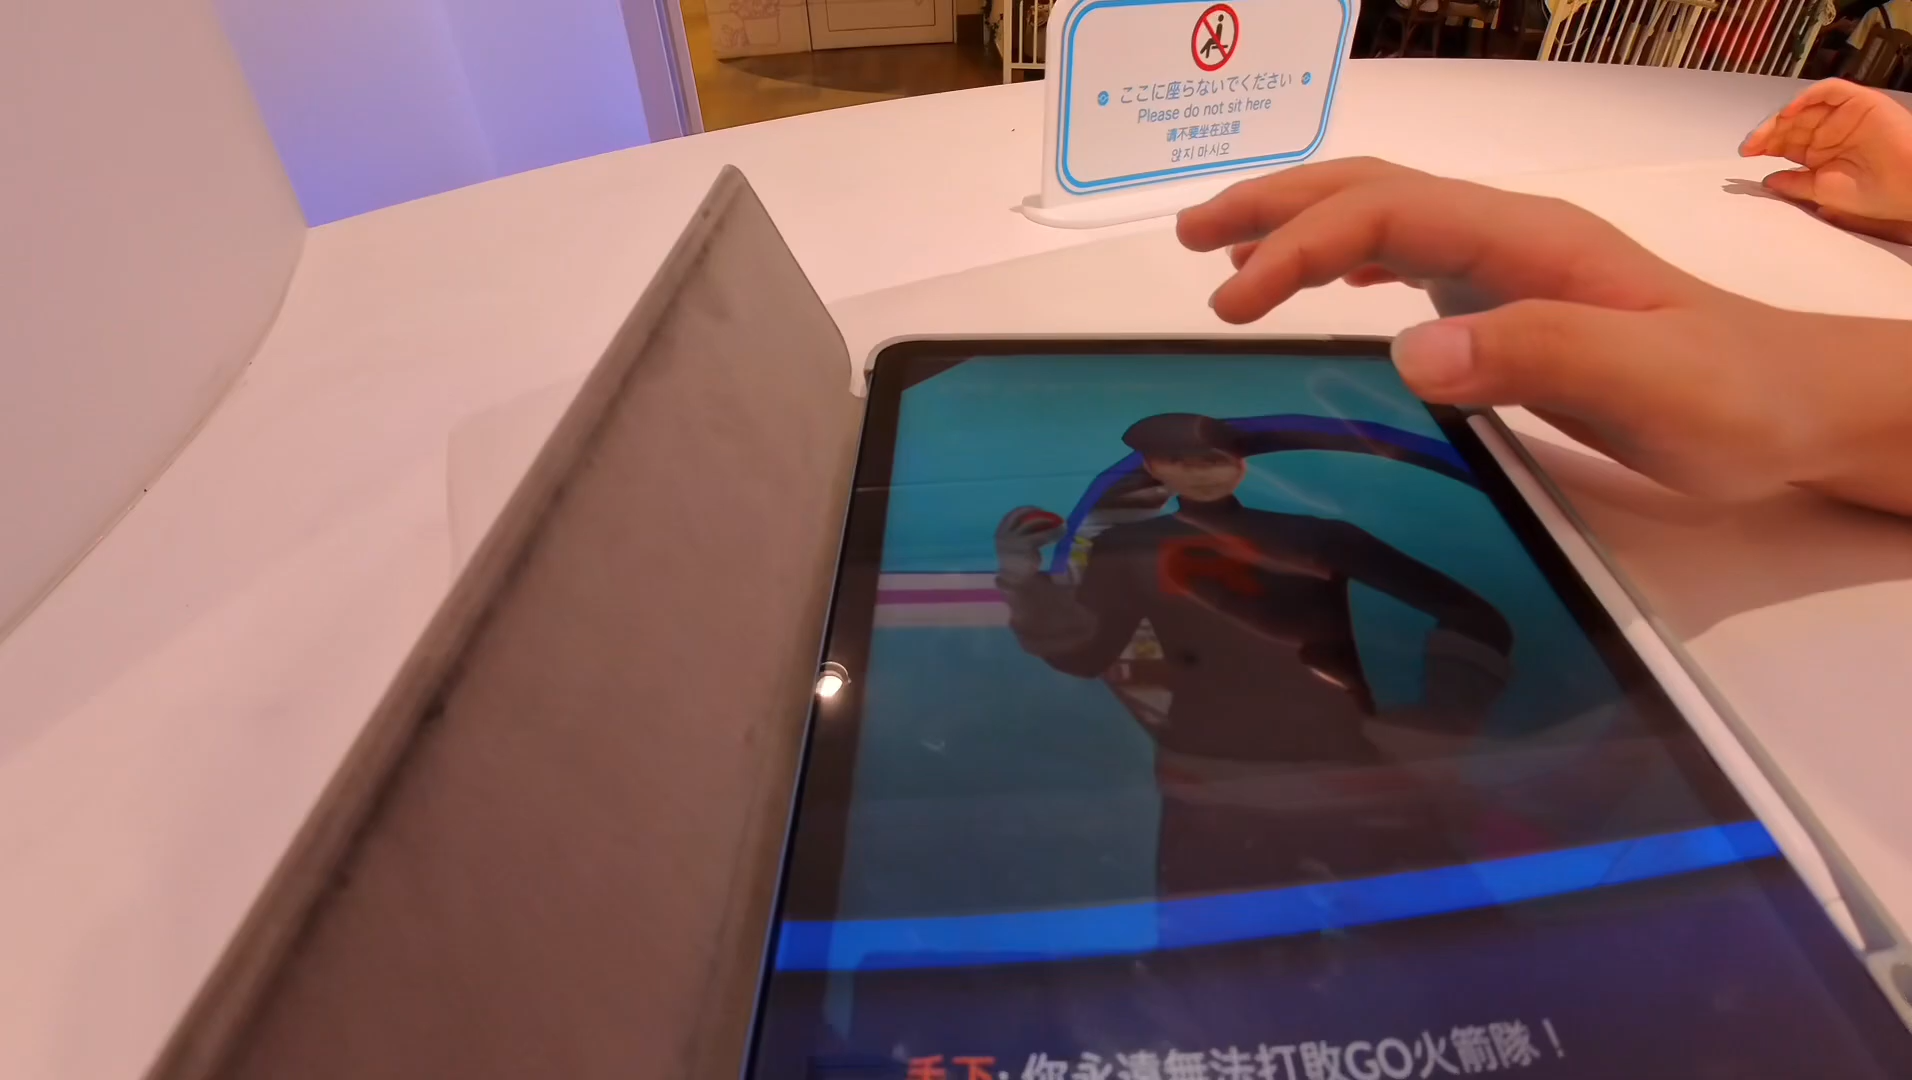 ここに座らないでください
Please do not sit here
请不要坐在这里
앉지 마시오
R
手下: 你永遠無法打敗GO火箭隊！